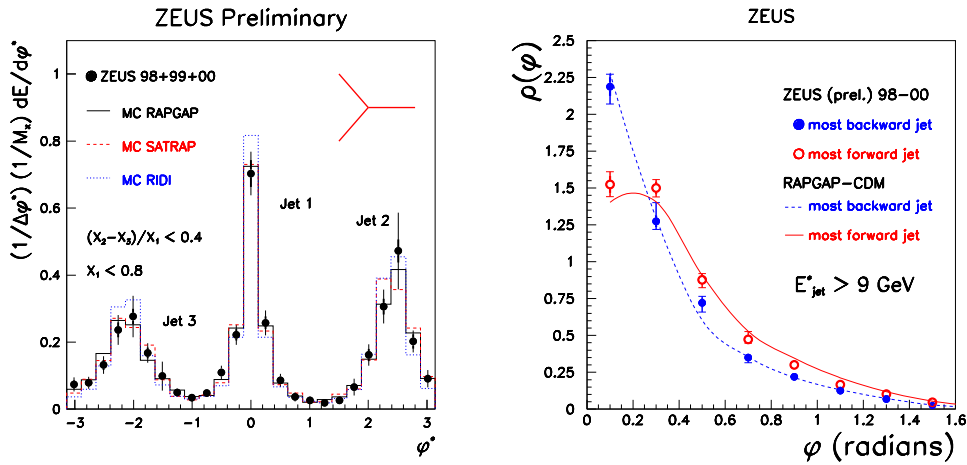 ZEUS Preliminary
(1/Δφ*) (1/Mₓ) dE/dφ*
1
0.8
0.6
0.4
0.2
0
ZEUS 98+99+00
MC RAPGAP
MC SATRAP
MC RIDI
(X₂−X₃)/X₁ < 0.4
X₁ < 0.8
Jet 1
Jet 2
Jet 3
-3 -2 -1 0 1 2 3
φ*
ZEUS
ρ(φ)
2.5
2.25
2
1.75
1.5
1.25
1
0.75
0.5
0.25
0
ZEUS (prel.) 98−00
most backward jet
most forward jet
RAPGAP−CDM
most backward jet
most forward jet
E*jet > 9 GeV
0 0.2 0.4 0.6 0.8 1 1.2 1.4 1.6
φ (radians)